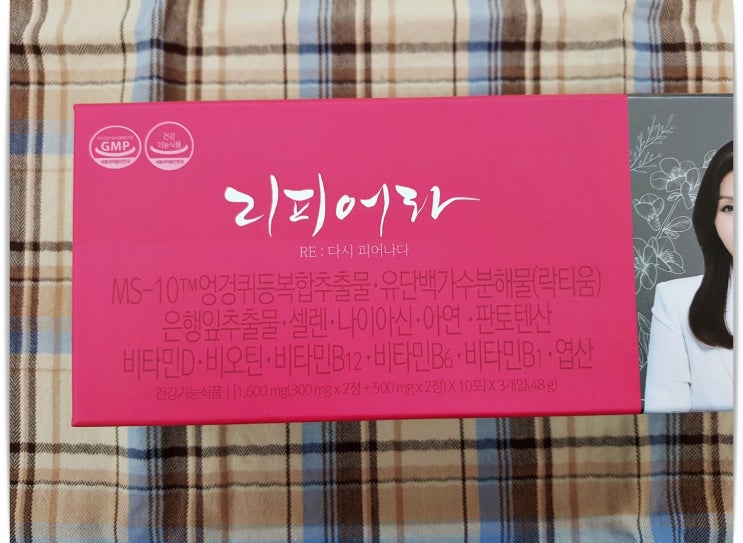 GMP
건강
기능식품
리피어라
RE : 다시 피어나다
MS-10™엉겅퀴등복합추출물·유단백가수분해물(락티움)
은행잎추출물·셀렌·나이아신·아연·판토텐산
비타민D·비오틴·비타민B12·비타민B6·비타민B1·엽산
건강기능식품 | [1,600 mg(300 mg x 2정 + 500 mg x 2정) X 10포] X 3개입(48 g)